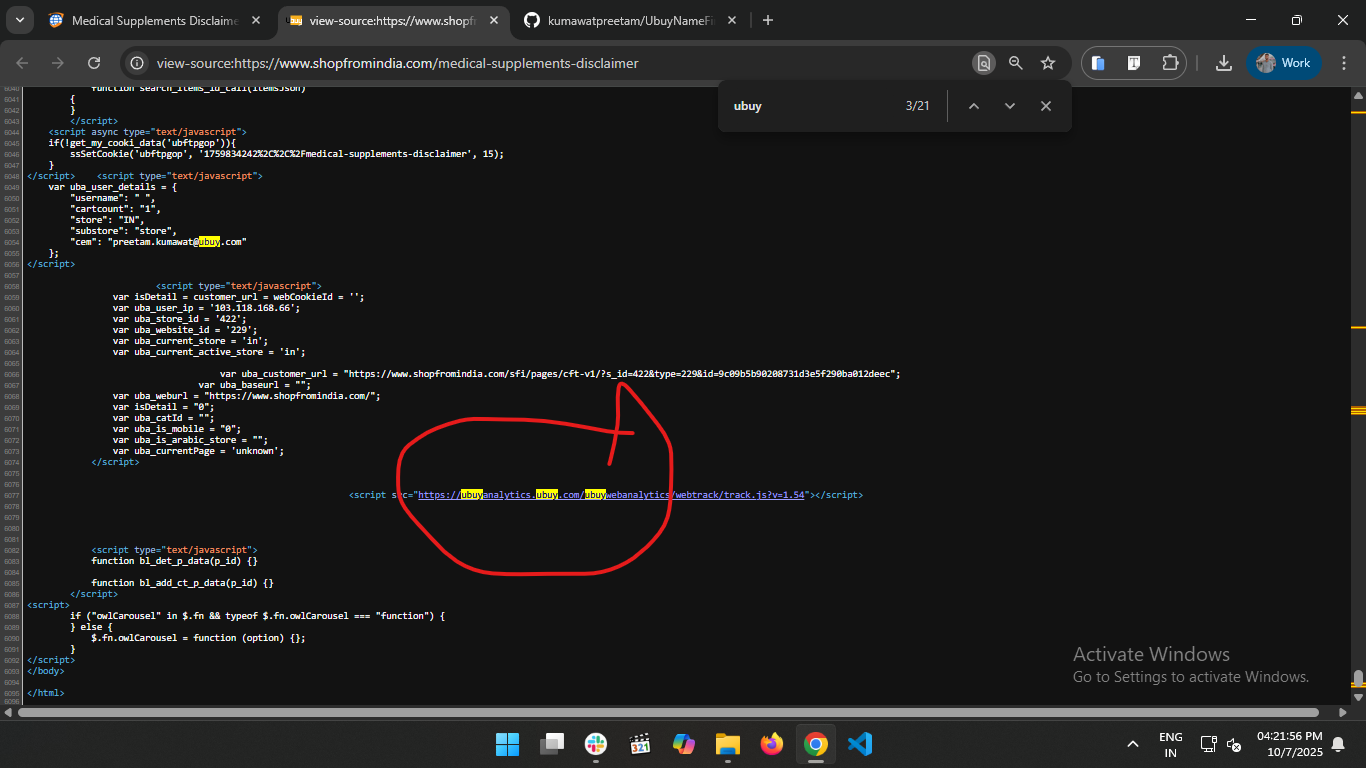 Medical Supplements Disclaime
view-source:https://www.shopfr
kumawatpreetam/UbuyNameFi
view-source:https://www.shopfromindia.com/medical-supplements-disclaimer
Work
ubuy
3/21
6040 function search_items_id_call(itemsJson)
6041 {
6042 }
6043 </script>
6044 <script async type="text/javascript">
6045 if(!get_my_cooki_data('ubftpgop')){
6046 ssSetCookie('ubftpgop', '1759834242%2C%2C%2Fmedical-supplements-disclaimer', 15);
6047 }
6048 </script> <script type="text/javascript">
6049 var uba_user_details = {
6050 "username": " ",
6051 "cartcount": "1",
6052 "store": "IN",
6053 "substore": "store",
6054 "cem": "preetam.kumawat@ubuy.com"
6055 };
6056 </script>
6057
6058 <script type="text/javascript">
6059 var isDetail = customer_url = webCookieId = '';
6060 var uba_user_ip = '103.118.168.66';
6061 var uba_store_id = '422';
6062 var uba_website_id = '229';
6063 var uba_current_store = 'in';
6064 var uba_current_active_store = 'in';
6065
6066 var uba_customer_url = "https://www.shopfromindia.com/sfi/pages/cft-v1/?s_id=422&type=229&id=9c09b5b90208731d3e5f290ba012deec";
6067 var uba_baseurl = "";
6068 var uba_weburl = "https://www.shopfromindia.com/";
6069 var isDetail = "0";
6070 var uba_catId = "";
6071 var uba_is_mobile = "0";
6072 var uba_is_arabic_store = "";
6073 var uba_currentPage = 'unknown';
6074 </script>
6075
6076
6077 <script src="https://ubuyanalytics.ubuy.com/ubuywebanalytics/webtrack/track.js?v=1.54"></script>
6078
6079
6080
6081
6082 <script type="text/javascript">
6083 function bl_det_p_data(p_id) {}
6084
6085 function bl_add_ct_p_data(p_id) {}
6086 </script>
6087 <script>
6088 if ("owlCarousel" in $.fn && typeof $.fn.owlCarousel === "function") {
6089 } else {
6090 $.fn.owlCarousel = function (option) {};
6091 }
6092 </script>
6093 </body>
6094
6095 </html>
6096
Activate Windows
Go to Settings to activate Windows.
321
ENG
IN
04:21:56 PM
10/7/2025